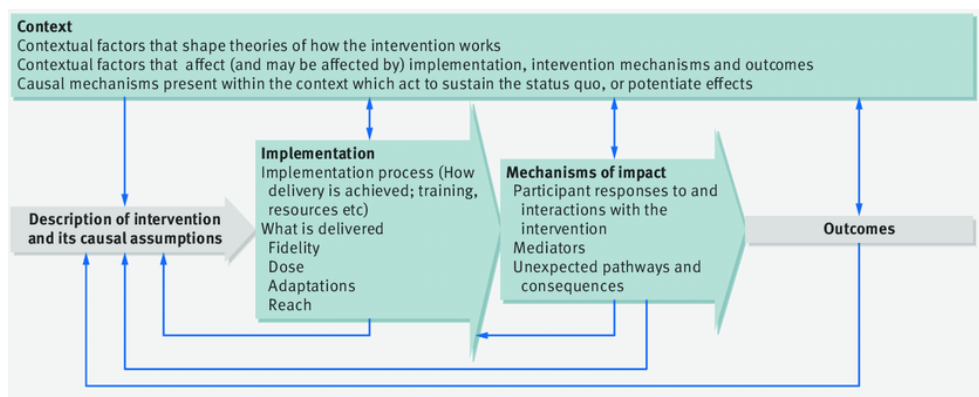 Context
Contextual factors that shape theories of how the intervention works
Contextual factors that affect (and may be affected by) implementation, intervention mechanisms and outcomes
Causal mechanisms present within the context which act to sustain the status quo, or potentiate effects
Description of intervention
and its causal assumptions
Implementation
Implementation process (How
delivery is achieved; training,
resources etc)
What is delivered
Fidelity
Dose
Adaptations
Reach
Mechanisms of impact
Participant responses to and
interactions with the
intervention
Mediators
Unexpected pathways and
consequences
Outcomes